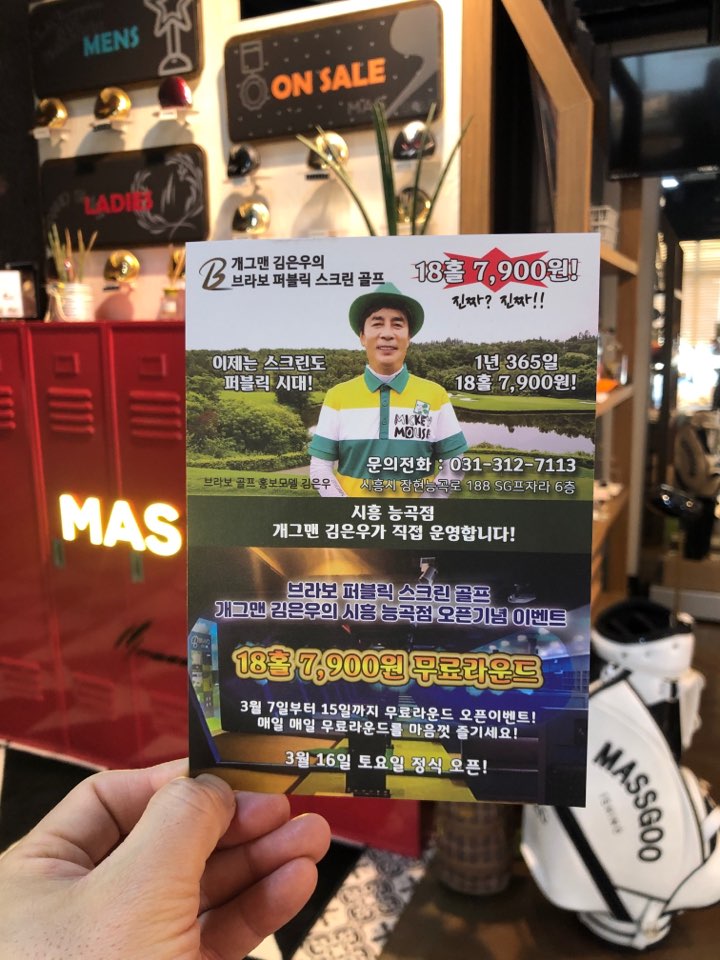 MENS
ON SALE
LADIES
B 개그맨 김은우의
브라보 퍼블릭 스크린 골프
18홀 7,900원!
진짜? 진짜!!
이제는 스크린도
퍼블릭 시대!
1년 365일
18홀 7,900원!
MICKEY
MOUSE
문의전화 : 031-312-7113
브라보 골프 홍보모델 김은우
시흥시 장현능곡로 188 SG프자라 6층
시흥 능곡점
개그맨 김은우가 직접 운영합니다!
브라보 퍼블릭 스크린 골프
개그맨 김은우의 시흥 능곡점 오픈기념 이벤트
18홀 7,900원 무료라운드
3월 7일부터 15일까지 무료라운드 오픈이벤트!
매일 매일 무료라운드를 마음껏 즐기세요!
3월 16일 토요일 정식 오픈!
MAS
MASSGOO